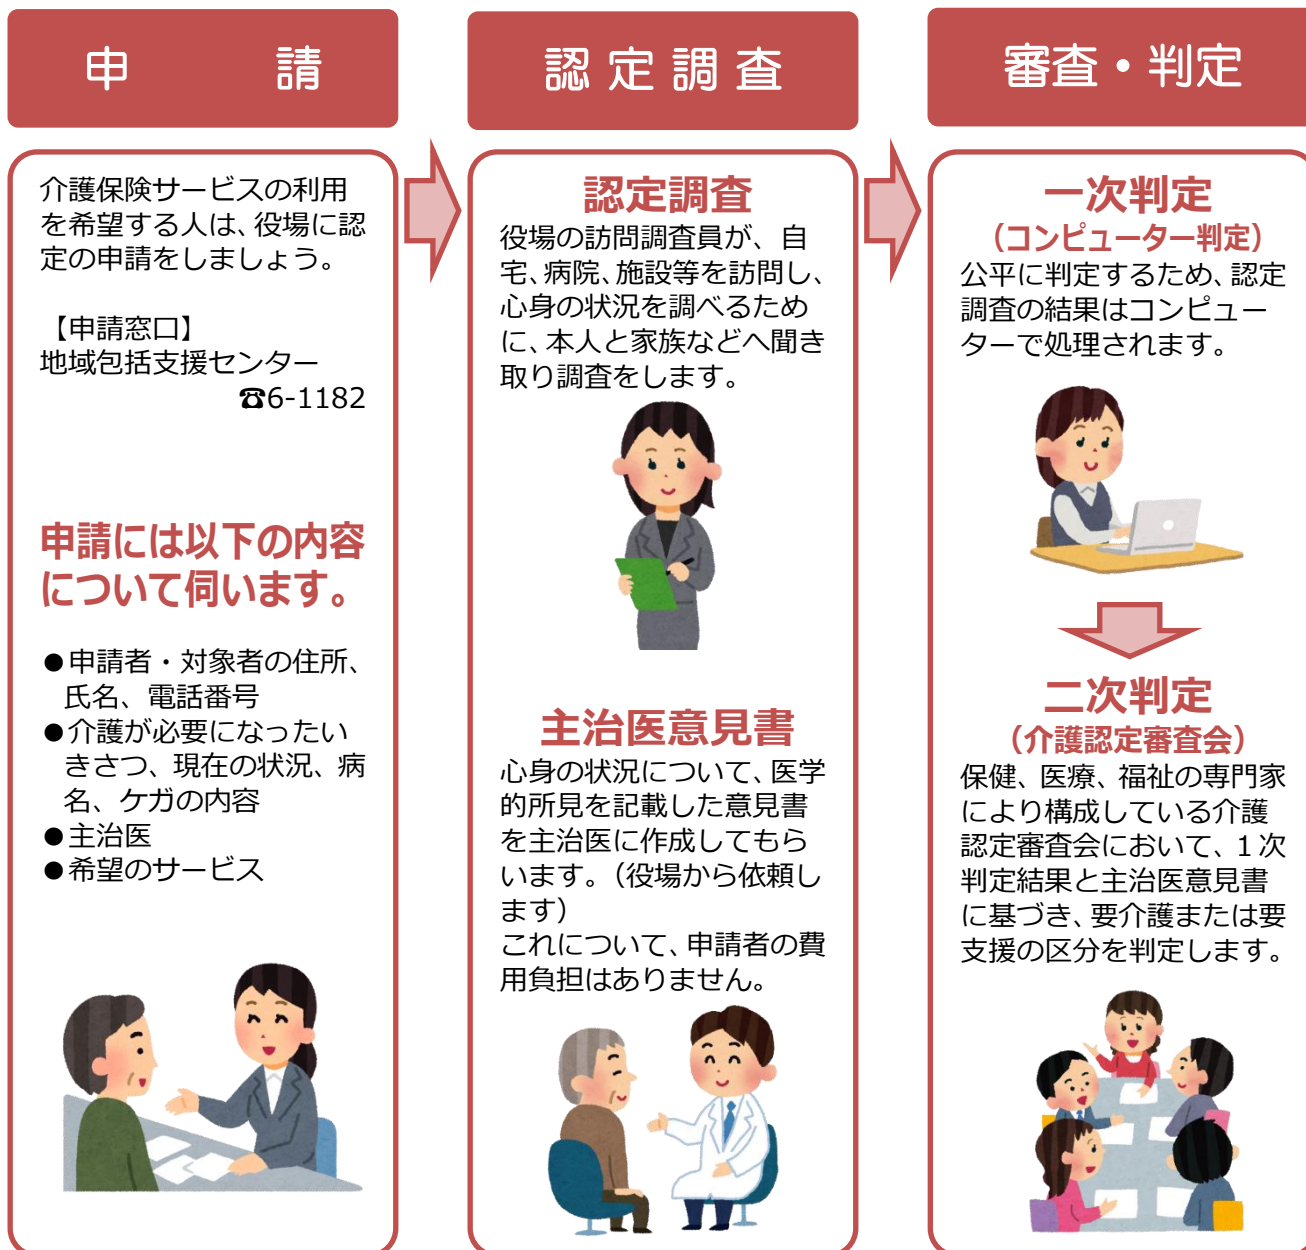 申請
介護保険サービスの利用
を希望する人は、役場に認
定の申請をしましょう。
【申請窓口】
地域包括支援センター
☎6-1182
申請には以下の内容
について伺います。
●申請者・対象者の住所、
氏名、電話番号
●介護が必要になったい
きさつ、現在の状況、病
名、ケガの内容
●主治医
●希望のサービス
認定調査
認定調査
役場の訪問調査員が、自
宅、病院、施設等を訪問し、
心身の状況を調べるため
に、本人と家族などへ聞き
取り調査をします。
主治医意見書
心身の状況について、医学
的所見を記載した意見書
を主治医に作成してもら
います。（役場から依頼し
ます）
これについて、申請者の費
用負担はありません。
審査・判定
一次判定
（コンピューター判定）
公平に判定するため、認定
調査の結果はコンピュー
ターで処理されます。
二次判定
（介護認定審査会）
保健、医療、福祉の専門家
により構成している介護
認定審査会において、１次
判定結果と主治医意見書
に基づき、要介護または要
支援の区分を判定します。